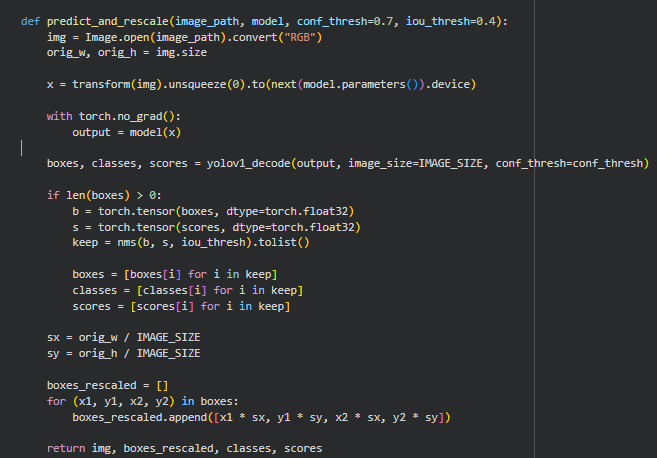 def predict_and_rescale(image_path, model, conf_thresh=0.7, iou_thresh=0.4):
    img = Image.open(image_path).convert("RGB")
    orig_w, orig_h = img.size

    x = transform(img).unsqueeze(0).to(next(model.parameters()).device)

    with torch.no_grad():
        output = model(x)

    boxes, classes, scores = yolov1_decode(output, image_size=IMAGE_SIZE, conf_thresh=conf_thresh)

    if len(boxes) > 0:
        b = torch.tensor(boxes, dtype=torch.float32)
        s = torch.tensor(scores, dtype=torch.float32)
        keep = nms(b, s, iou_thresh).tolist()

        boxes = [boxes[i] for i in keep]
        classes = [classes[i] for i in keep]
        scores = [scores[i] for i in keep]

    sx = orig_w / IMAGE_SIZE
    sy = orig_h / IMAGE_SIZE

    boxes_rescaled = []
    for (x1, y1, x2, y2) in boxes:
        boxes_rescaled.append([x1 * sx, y1 * sy, x2 * sx, y2 * sy])

    return img, boxes_rescaled, classes, scores